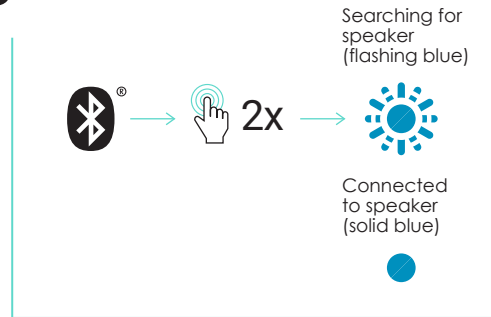 Searching for
speaker
(flashing blue)
®
2x
Connected
to speaker
(solid blue)